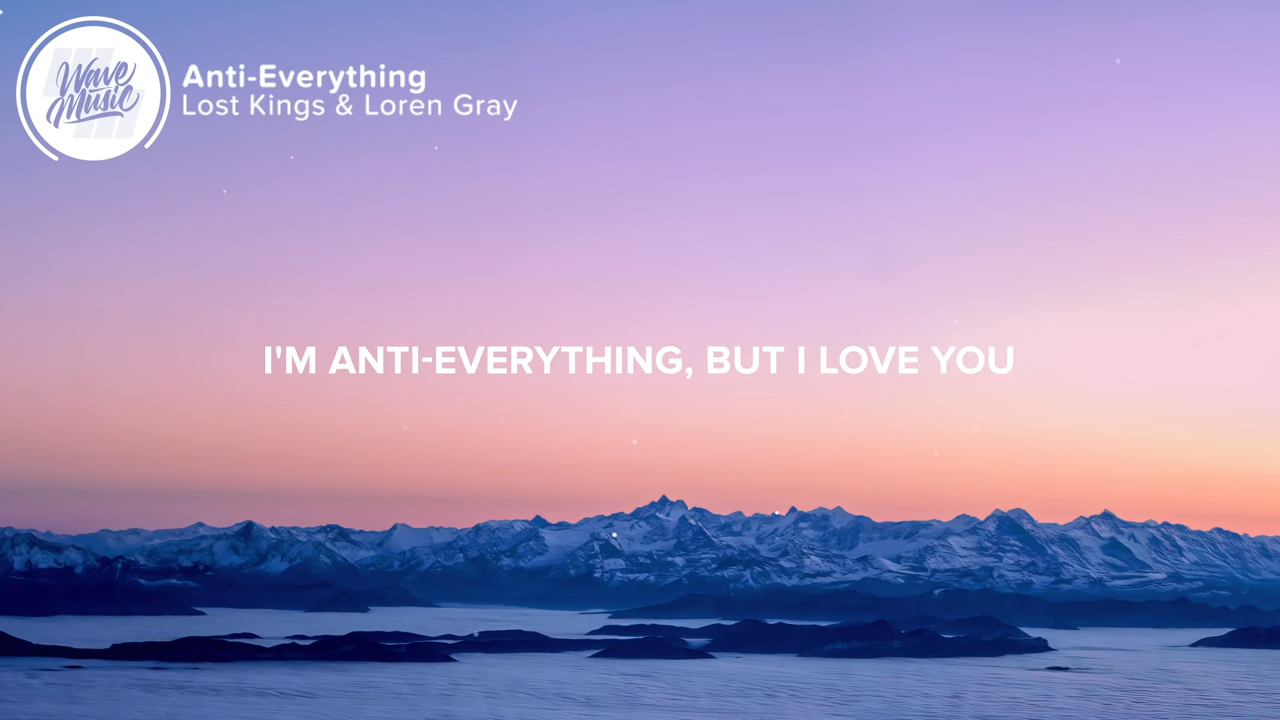 Wave
Music
Anti-Everything
Lost Kings & Loren Gray
I'M ANTI-EVERYTHING, BUT I LOVE YOU